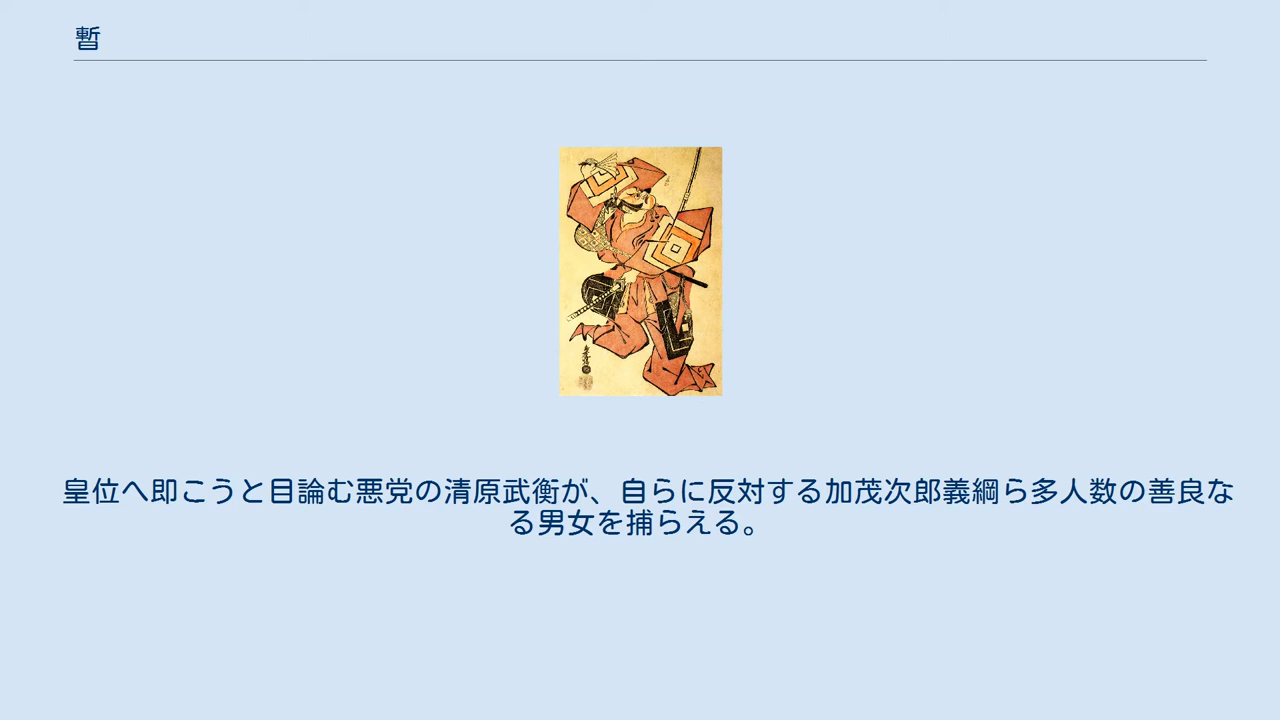 暫
皇位へ即こうと目論む悪党の清原武衡が、自らに反対する加茂次郎義綱ら多人数の善良な
る男女を捕らえる。